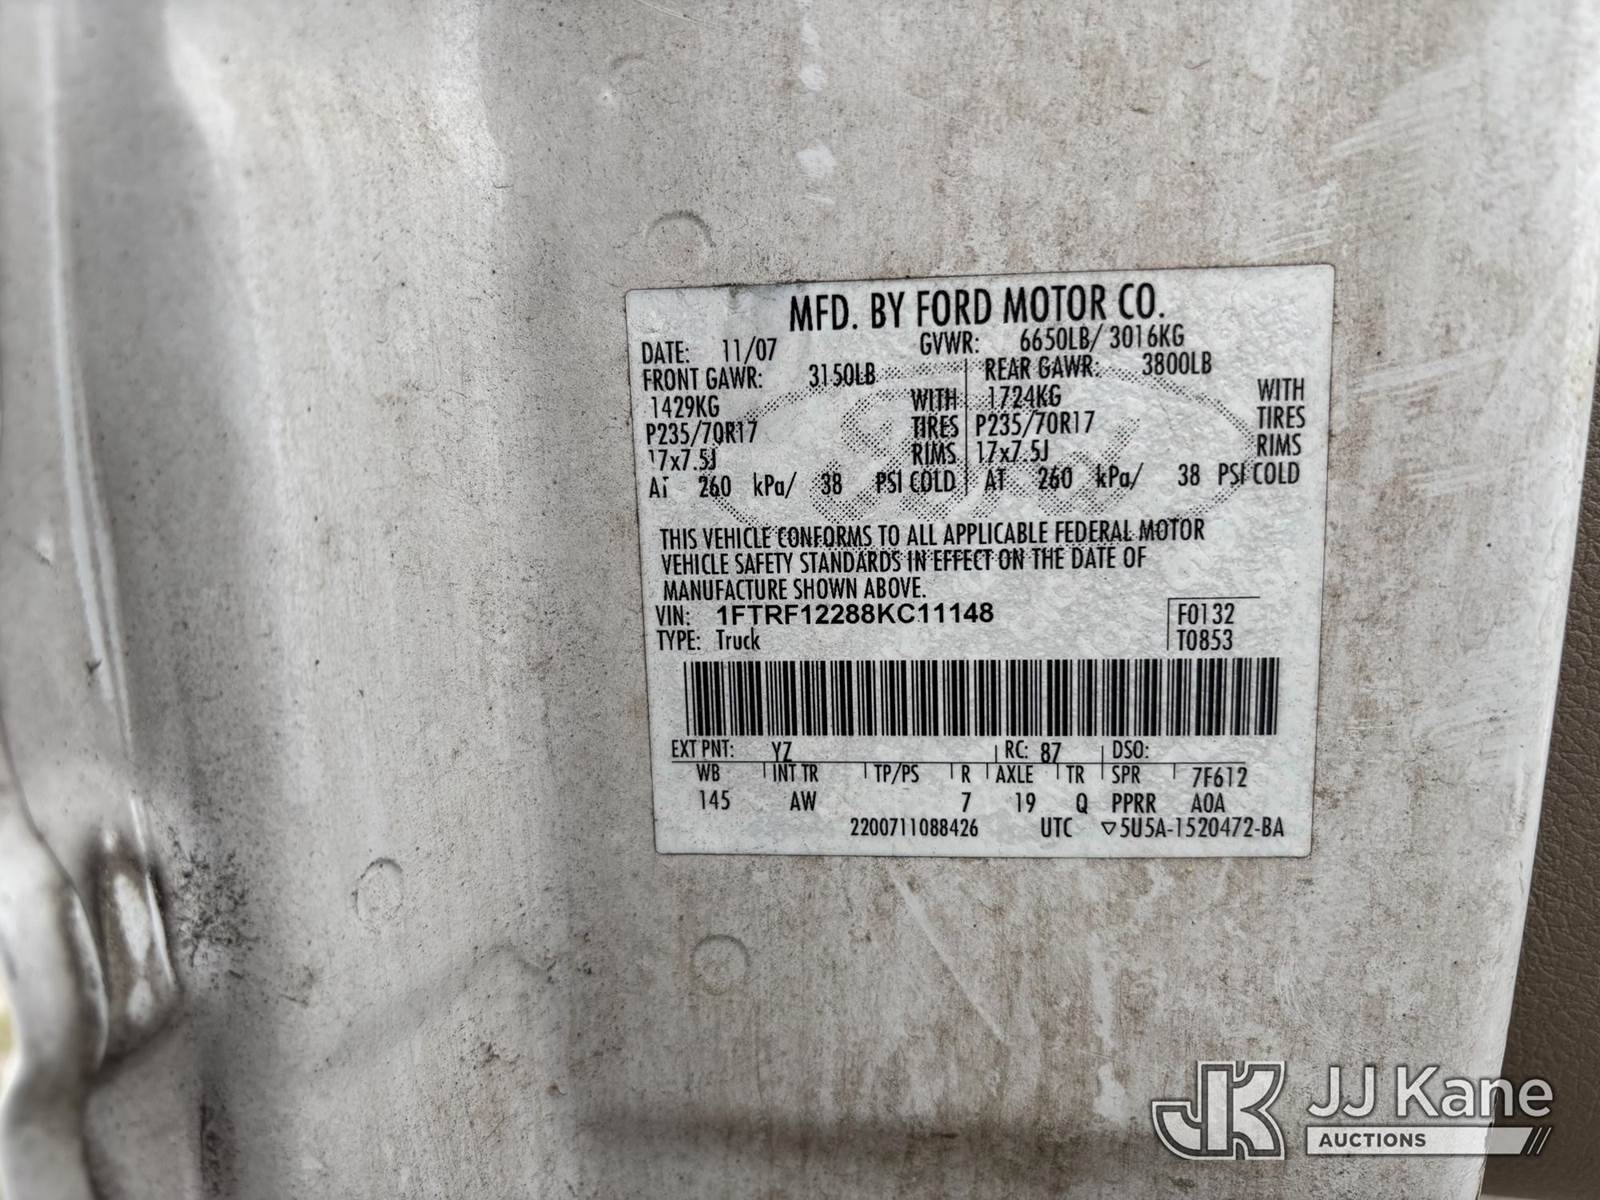 MFD. BY FORD MOTOR CO.
DATE: 11/07 GVWR: 6650LB/ 3016KG
FRONT GAWR: 3150LB REAR GAWR: 3800LB
1429KG WITH 1724KG WITH
P235/70R17 TIRES P235/70R17 TIRES
17x7.5J RIMS 17x7.5J RIMS
AT 260 kPa/ 38 PSI COLD AT 260 kPa/ 38 PSI COLD
THIS VEHICLE CONFORMS TO ALL APPLICABLE FEDERAL MOTOR
VEHICLE SAFETY STANDARDS IN EFFECT ON THE DATE OF
MANUFACTURE SHOWN ABOVE.
VIN: 1FTRF12288KC11148 F0132
TYPE: Truck T0853
EXT PNT: YZ RC: 87 DSO:
WB INT TR TP/PS R AXLE TR SPR 7F612
145 AW 7 19 Q PPRR AOA
2200711088426 UTC ▽5U5A-1520472-BA
JK JJ Kane
AUCTIONS